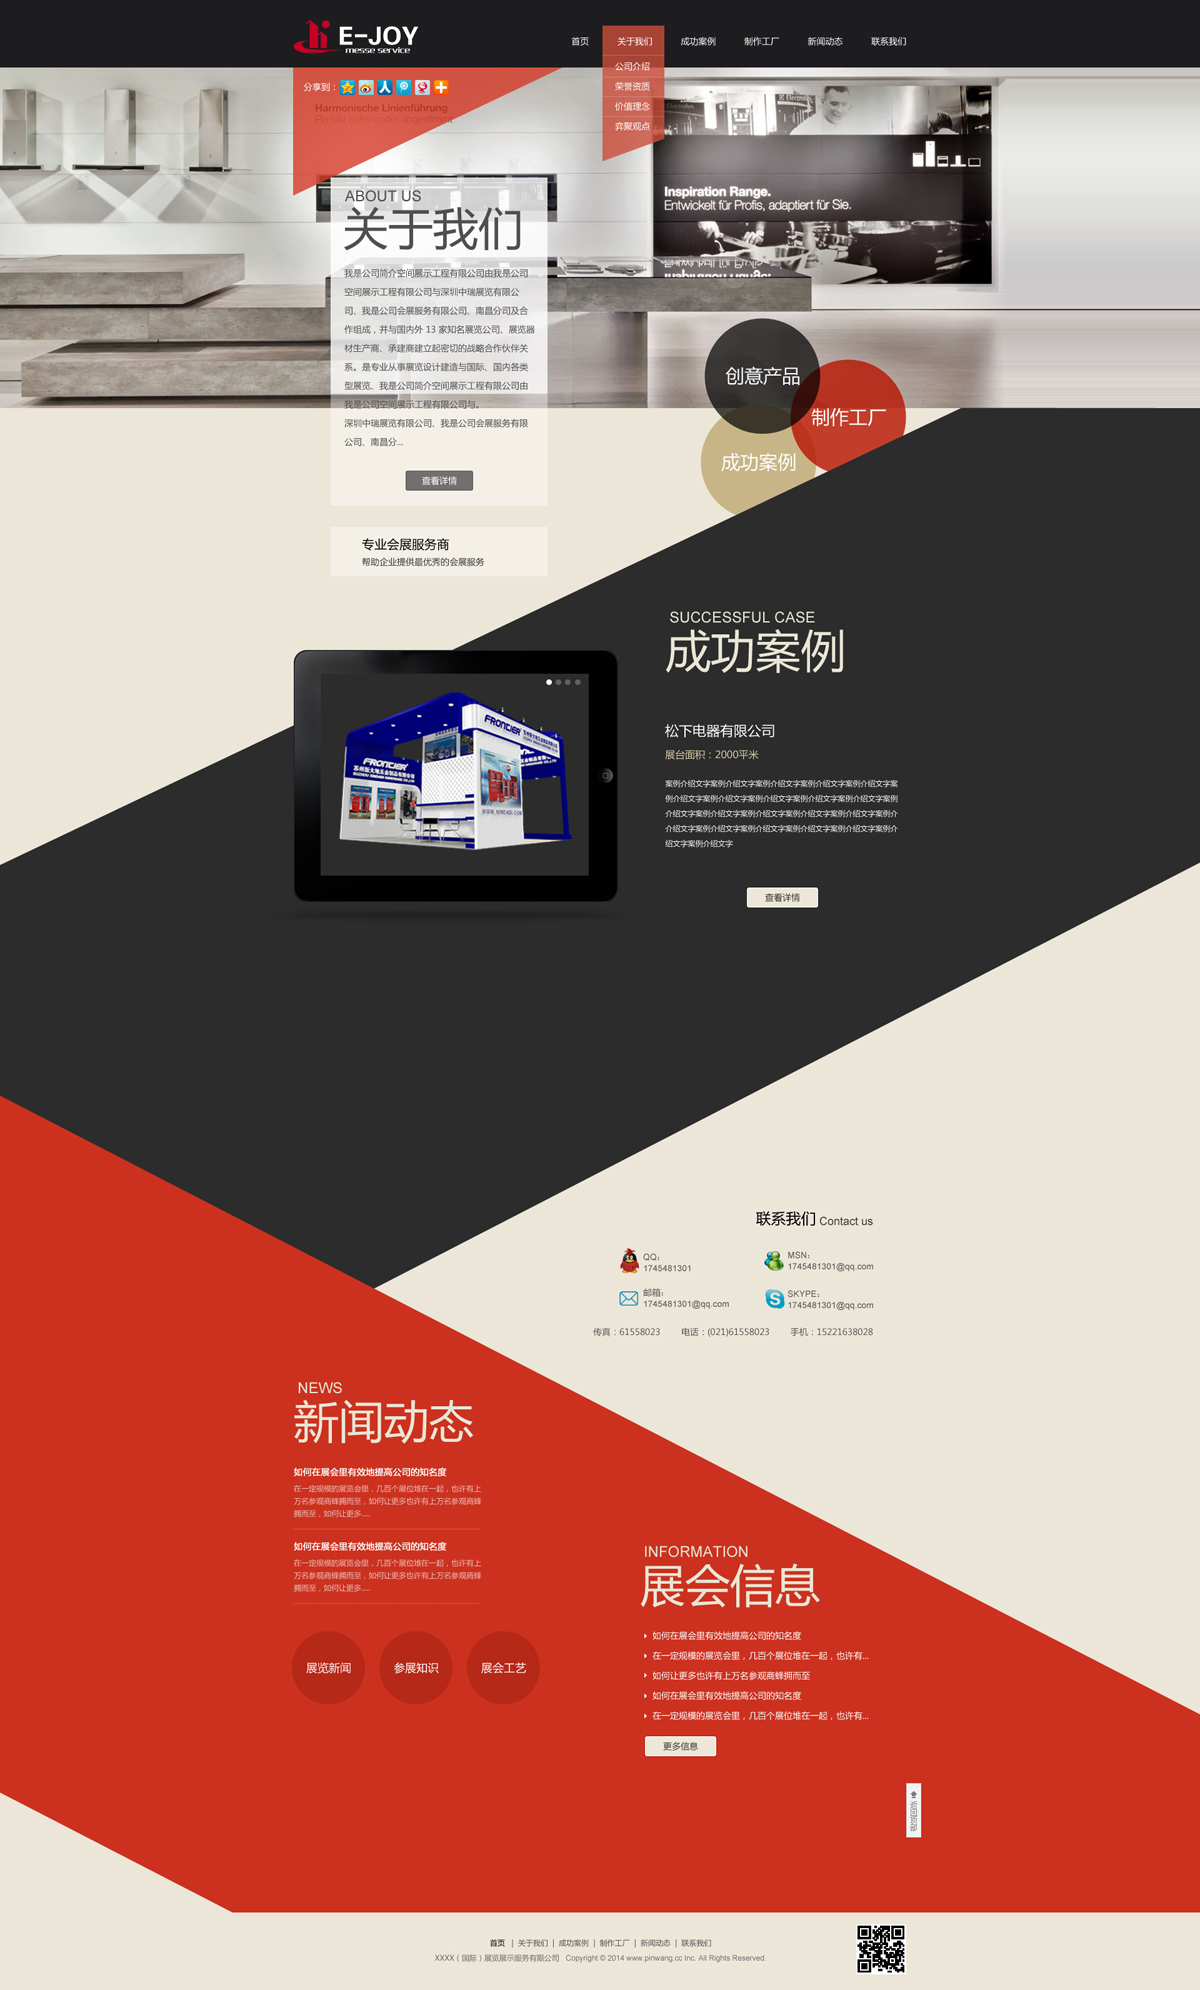 E-JOY
messe service
首页 关于我们 成功案例 制作工厂 新闻动态 联系我们
公司介绍
荣誉资质
价值理念
弈聚观点
分享到：
Harmonische Linienführung
Perfekt aufeinander abgestimmt
Electrolux
Inspiration Range.
Entwickelt für Profis, adaptiert für Sie.
ABOUT US
关于我们
我是公司简介空间展示工程有限公司由我是公司
空间展示工程有限公司与深圳中瑞展览有限公
司、我是公司会展服务有限公司、南昌分司及合
作组成，并与国内外 13 家知名展览公司、展览器
材生产商、承建商建立起密切的战略合作伙伴关
系。是专业从事展览设计建造与国际、国内各类
型展览、我是公司简介空间展示工程有限公司由
我是公司空间展示工程有限公司与。
深圳中瑞展览有限公司、我是公司会展服务有限
公司、南昌分...
查看详情
创意产品
制作工厂
成功案例
专业会展服务商
帮助企业提供最优秀的会展服务
SUCCESSFUL CASE
成功案例
FRONTIER
FRONTIER
苏州新大地五金制品有限公司
WWW.XINDADI.COM
松下电器有限公司
展台面积：2000平米
案例介绍文字案例介绍文字案例介绍文字案例介绍文字案例介绍文字案
例介绍文字案例介绍文字案例介绍文字案例介绍文字案例介绍文字案例
介绍文字案例介绍文字案例介绍文字案例介绍文字案例介绍文字案例介
介绍文字案例介绍文字案例介绍文字案例介绍文字案例介绍文字案例介
绍文字案例介绍文字
查看详情
联系我们 Contact us
QQ：
1745481301
MSN：
1745481301@qq.com
邮箱：
1745481301@qq.com
SKYPE：
1745481301@qq.com
传真：61558023 电话：(021)61558023 手机：15221638028
NEWS
新闻动态
如何在展会里有效地提高公司的知名度
在一定规模的展览会里，几百个展位堆在一起，也许有上
万名参观商蜂拥而至，如何让更多也许有上万名参观商蜂
拥而至，如何让更多.....
如何在展会里有效地提高公司的知名度
在一定规模的展览会里，几百个展位堆在一起，也许有上
万名参观商蜂拥而至，如何让更多也许有上万名参观商蜂
拥而至，如何让更多.....
展览新闻 参展知识 展会工艺
INFORMATION
展会信息
如何在展会里有效地提高公司的知名度
在一定规模的展览会里，几百个展位堆在一起，也许有...
如何让更多也许有上万名参观商蜂拥而至
如何在展会里有效地提高公司的知名度
在一定规模的展览会里，几百个展位堆在一起，也许有...
更多信息
返回顶部
首页 | 关于我们 | 成功案例 | 制作工厂 | 新闻动态 | 联系我们
XXXX（国际）展览展示服务有限公司 Copyright © 2014 www.pinwang.cc Inc. All Rights Reserved.